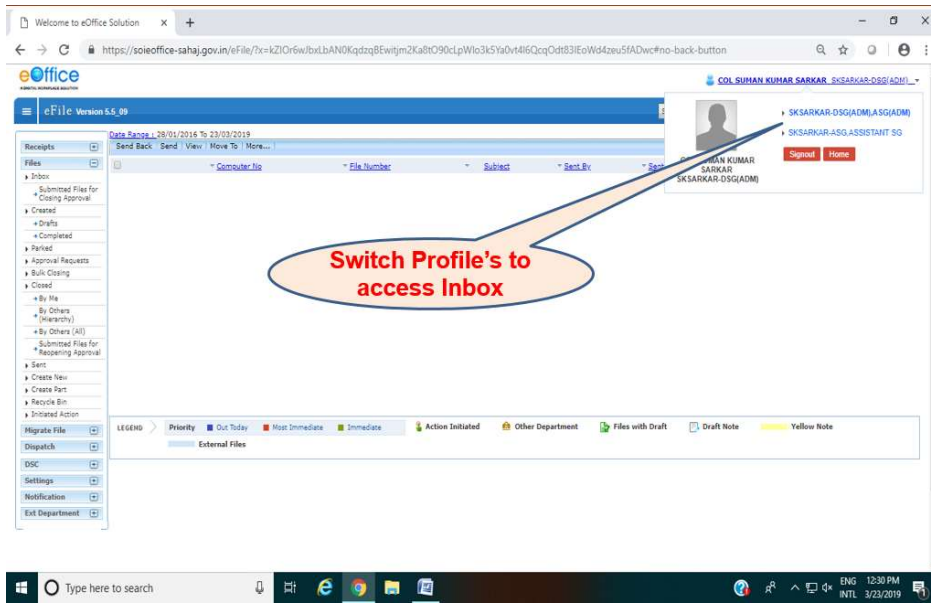 Welcome to eOffice Solution
https://soieoffice-sahaj.gov.in/eFile/?x=
#no-back-button
eOffice
COL SUMAN KUMAR SARKAR SKSARKAR-DSG(ADM)
eFile Version 5.5_09
SKSARKAR-DSG(ADM),ASG(ADM)
SKSARKAR-ASG,ASSISTANT SG
Signout Home
KUMAR
SARKAR
SKSARKAR-DSG(ADM)
Date Range : 28/01/2016 To 23/03/2019
Send Back Send View Move To More...
Computer No File Number Subject Sent By Sent
Receipts
Files
Inbox
Submitted Files for
Closing Approval
Created
Drafts
Completed
Parked
Approval Requests
Bulk Closing
Closed
By Me
By Others
(Hierarchy)
By Others (All)
Submitted Files for
Reopening Approval
Sent
Create New
Create Part
Recycle Bin
Initiated Action
Migrate File
Dispatch
DSC
Settings
Notification
Ext Department
Switch Profile's to
access Inbox
LEGEND Priority Out Today Most Immediate Immediate Action Initiated Other Department Files with Draft Draft Note Yellow Note
External Files
Type here to search
ENG 12:30 PM
INTL 3/23/2019